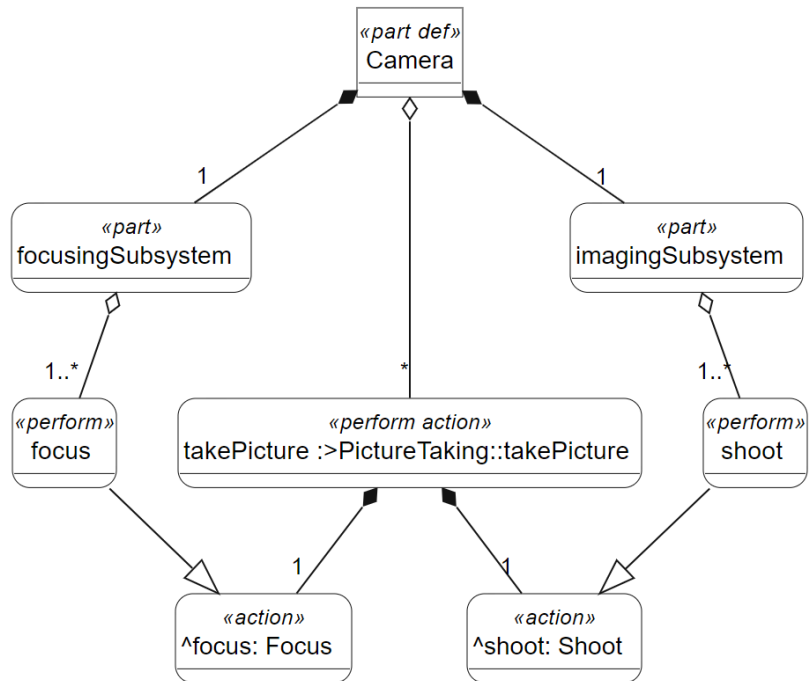 «part def»
Camera
1
1
«part»
focusingSubsystem
«part»
imagingSubsystem
1..*
*
1..*
«perform»
focus
«perform action»
takePicture :>PictureTaking::takePicture
«perform»
shoot
1
1
«action»
^focus: Focus
«action»
^shoot: Shoot